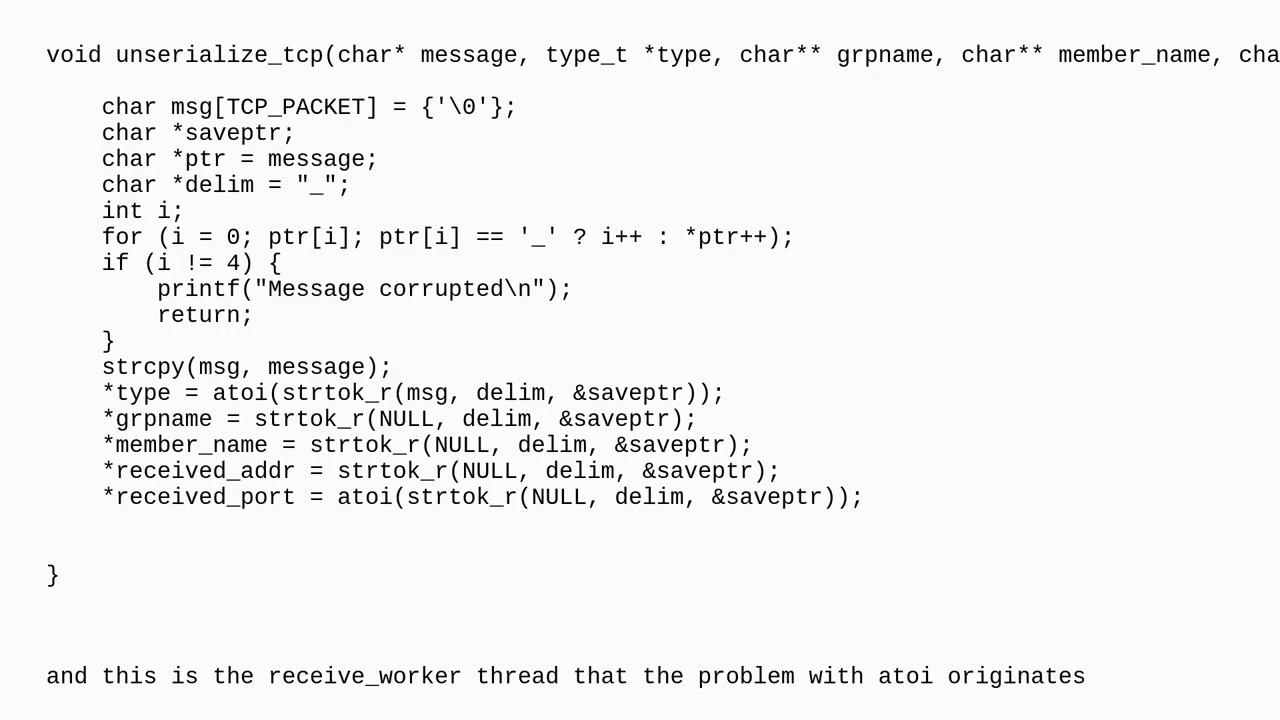 void unserialize_tcp(char* message, type_t *type, char** grpname, char** member_name, cha
char msg[TCP_PACKET] = {'\0'};
char *saveptr;
char *ptr = message;
char *delim = "_";
int i;
for (i = 0; ptr[i]; ptr[i] == '_' ? i++ : *ptr++);
if (i != 4) {
printf("Message corrupted\n");
return;
}
strcpy(msg, message);
*type = atoi(strtok_r(msg, delim, &saveptr));
*grpname = strtok_r(NULL, delim, &saveptr);
*member_name = strtok_r(NULL, delim, &saveptr);
*received_addr = strtok_r(NULL, delim, &saveptr);
*received_port = atoi(strtok_r(NULL, delim, &saveptr));
}
and this is the receive_worker thread that the problem with atoi originates